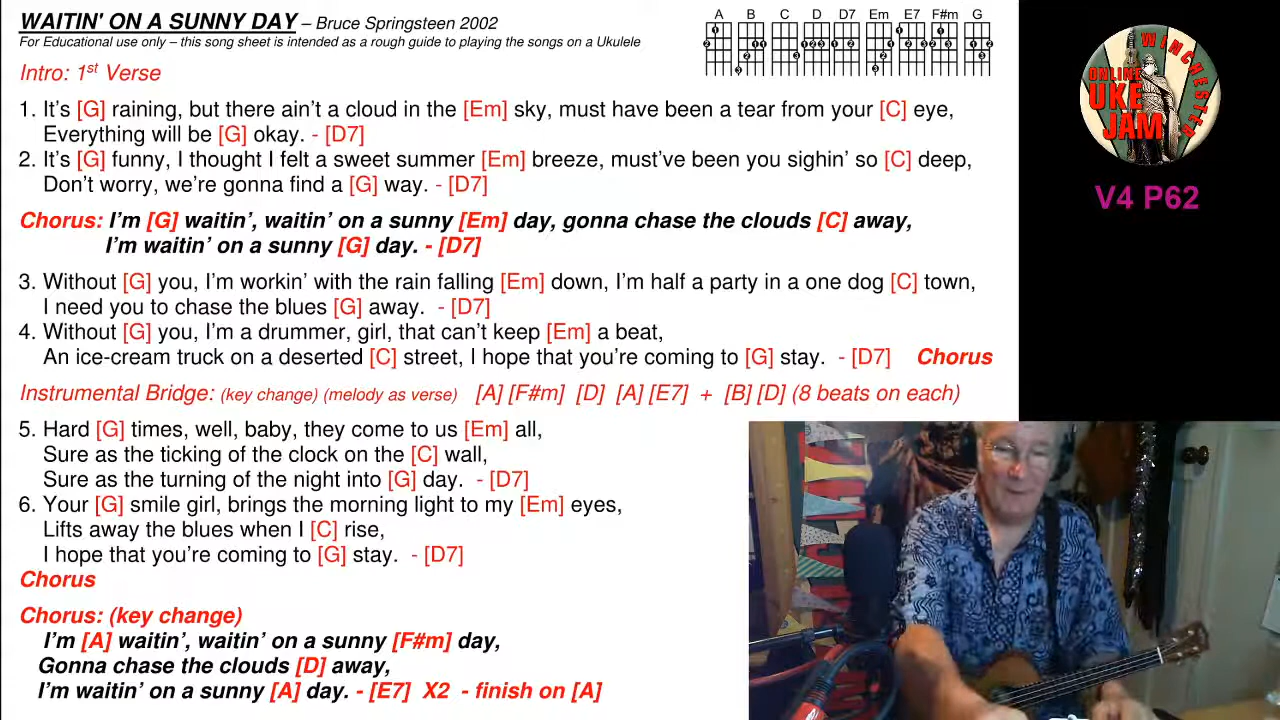 WAITIN' ON A SUNNY DAY – Bruce Springsteen 2002
For Educational use only – this song sheet is intended as a rough guide to playing the songs on a Ukulele
A B C D D7 Em E7 F#m G
Intro: 1st Verse
1. It's [G] raining, but there ain't a cloud in the [Em] sky, must have been a tear from your [C] eye,
Everything will be [G] okay. - [D7]
2. It's [G] funny, I thought I felt a sweet summer [Em] breeze, must've been you sighin' so [C] deep,
Don't worry, we're gonna find a [G] way. - [D7]
Chorus: I'm [G] waitin', waitin' on a sunny [Em] day, gonna chase the clouds [C] away,
I'm waitin' on a sunny [G] day. - [D7]
3. Without [G] you, I'm workin' with the rain falling [Em] down, I'm half a party in a one dog [C] town,
I need you to chase the blues [G] away. - [D7]
4. Without [G] you, I'm a drummer, girl, that can't keep [Em] a beat,
An ice-cream truck on a deserted [C] street, I hope that you're coming to [G] stay. - [D7] Chorus
Instrumental Bridge: (key change) (melody as verse) [A] [F#m] [D] [A] [E7] + [B] [D] (8 beats on each)
5. Hard [G] times, well, baby, they come to us [Em] all,
Sure as the ticking of the clock on the [C] wall,
Sure as the turning of the night into [G] day. - [D7]
6. Your [G] smile girl, brings the morning light to my [Em] eyes,
Lifts away the blues when I [C] rise,
I hope that you're coming to [G] stay. - [D7]
Chorus
Chorus: (key change)
I'm [A] waitin', waitin' on a sunny [F#m] day,
Gonna chase the clouds [D] away,
I'm waitin' on a sunny [A] day. - [E7] X2 - finish on [A]
WINCHESTER
ONLINE
UKE
JAM
V4 P62